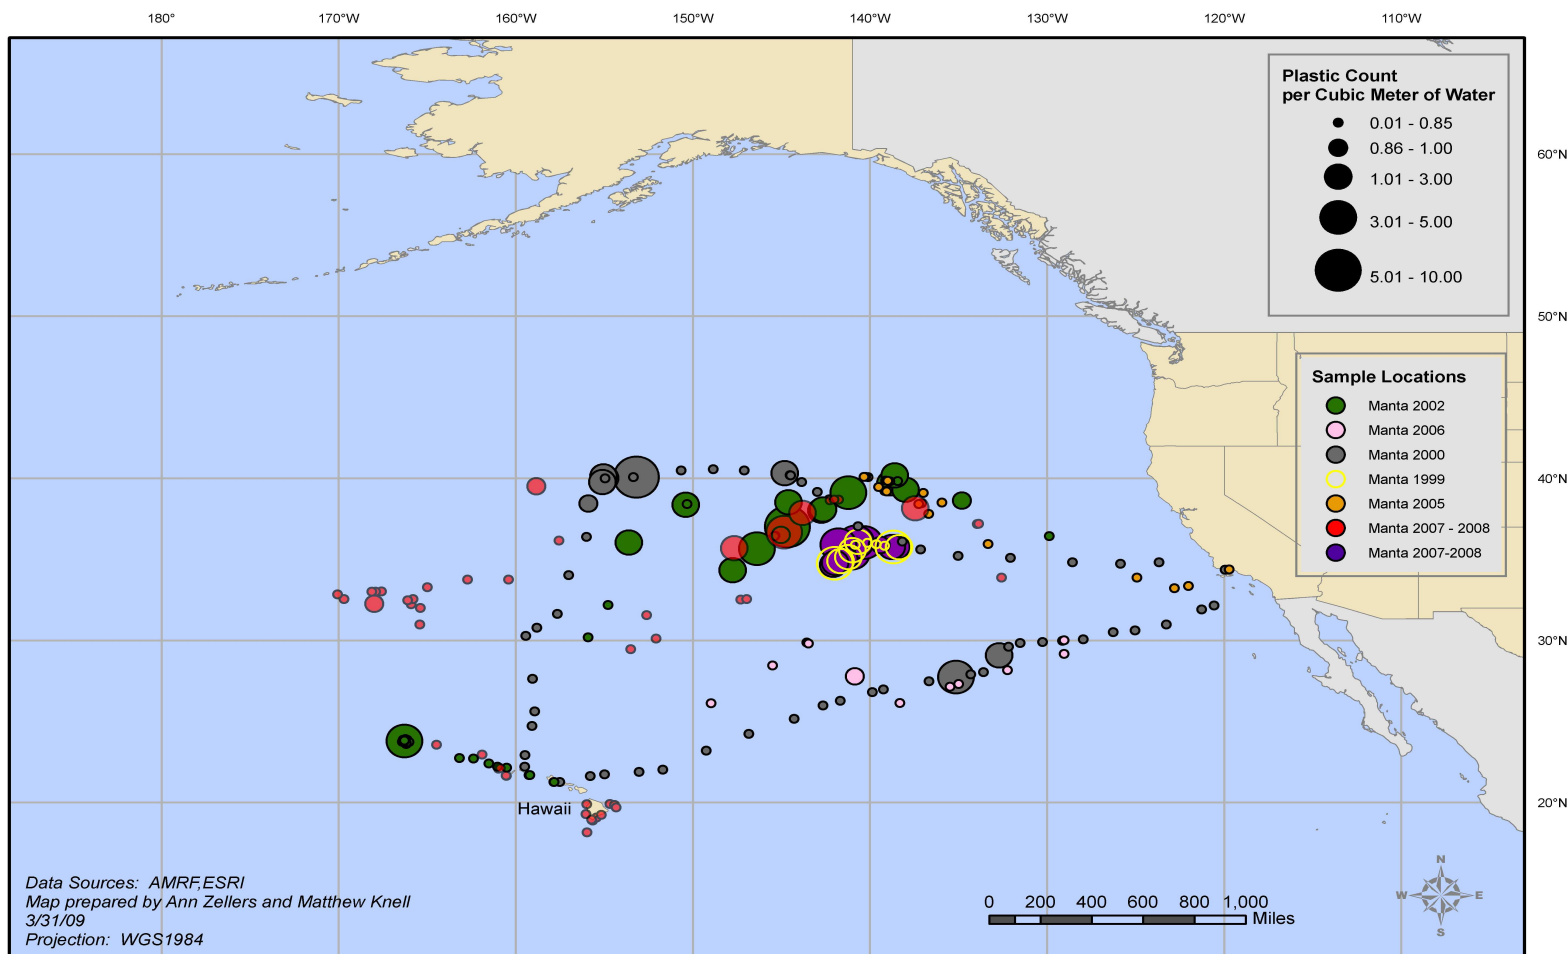 180°
170°W
160°W
150°W
140°W
130°W
120°W
110°W
Plastic Count
per Cubic Meter of Water
0.01 - 0.85
0.86 - 1.00
1.01 - 3.00
3.01 - 5.00
5.01 - 10.00
60°N
50°N
40°N
30°N
20°N
Sample Locations
Manta 2002
Manta 2006
Manta 2000
Manta 1999
Manta 2005
Manta 2007 - 2008
Manta 2007-2008
Hawaii
Data Sources: AMRF,ESRI
Map prepared by Ann Zellers and Matthew Knell
3/31/09
Projection: WGS1984
0 200 400 600 800 1,000
Miles
N
W E
S